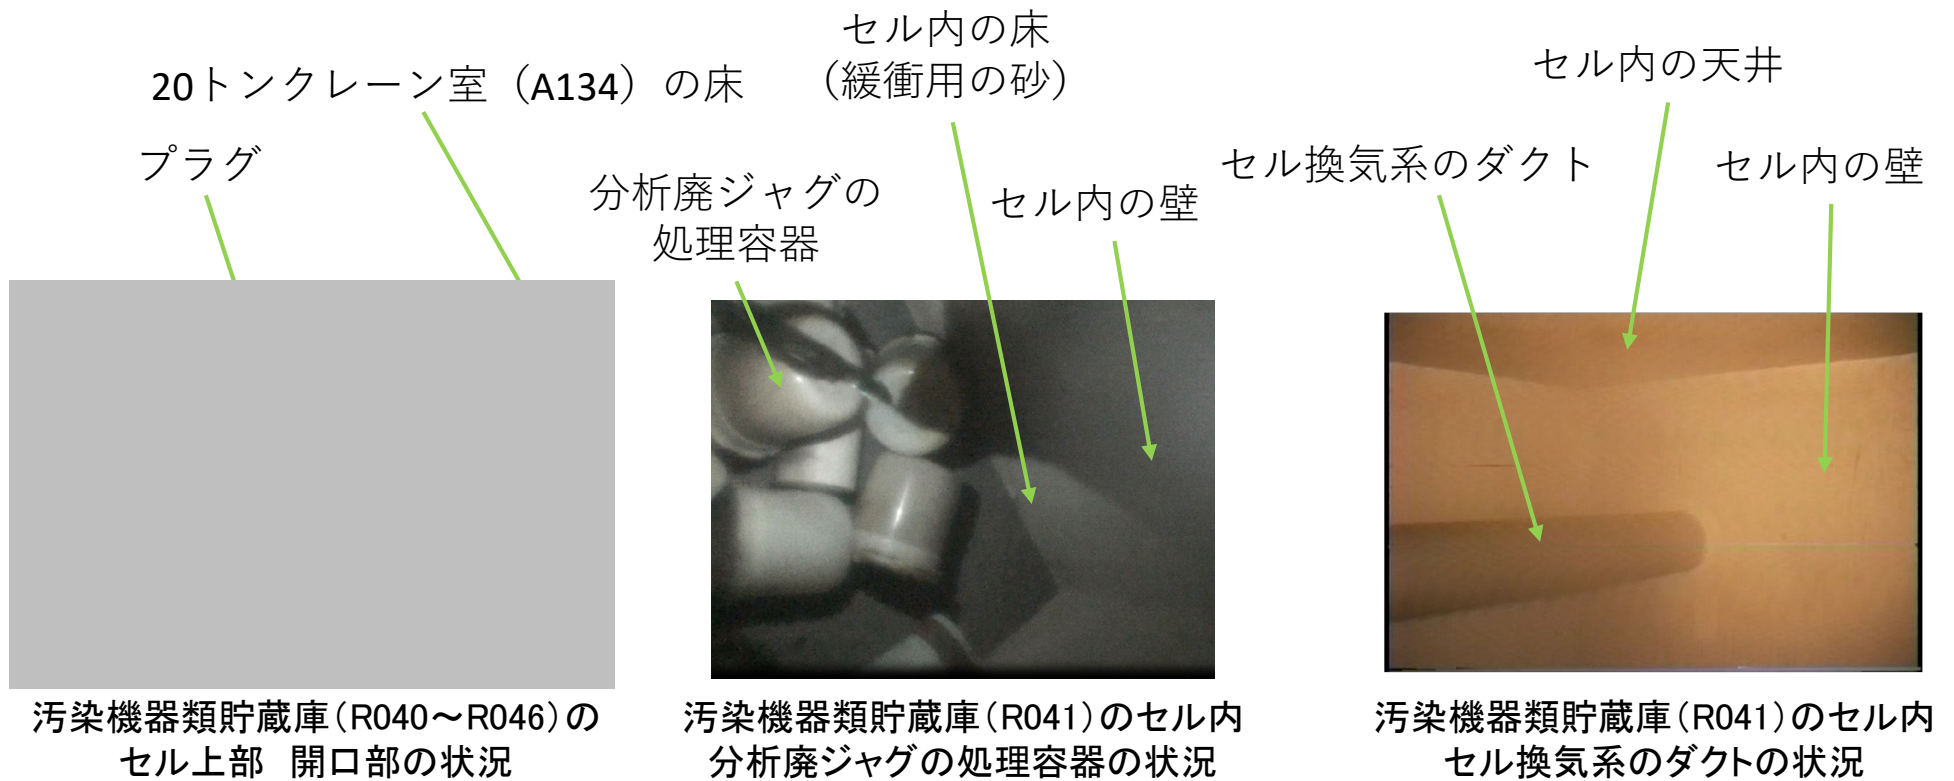 20トンクレーン室（A134）の床
プラグ
セル内の床
（緩衝用の砂）
分析廃ジャグの
処理容器
セル内の壁
セル内の天井
セル換気系のダクト
セル内の壁
汚染機器類貯蔵庫（R040～R046）の
セル上部　開口部の状況
汚染機器類貯蔵庫（R041）のセル内
分析廃ジャグの処理容器の状況
汚染機器類貯蔵庫（R041）のセル内
セル換気系のダクトの状況